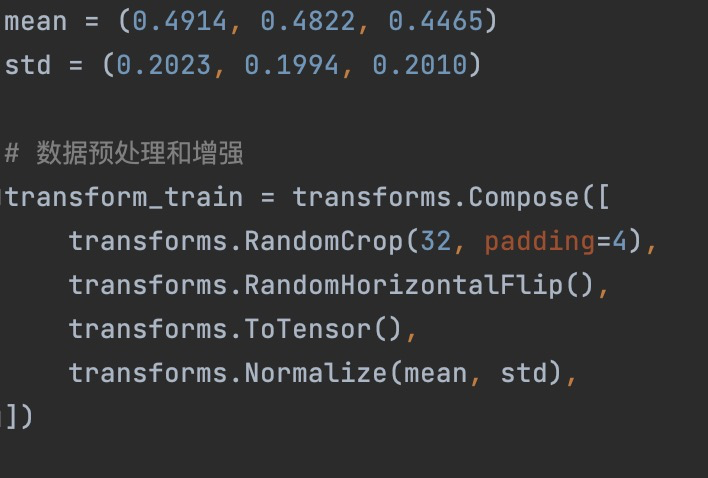 mean = (0.4914, 0.4822, 0.4465)
std = (0.2023, 0.1994, 0.2010)
# 数据预处理和增强
transform_train = transforms.Compose([
transforms.RandomCrop(32, padding=4),
transforms.RandomHorizontalFlip(),
transforms.ToTensor(),
transforms.Normalize(mean, std),
])